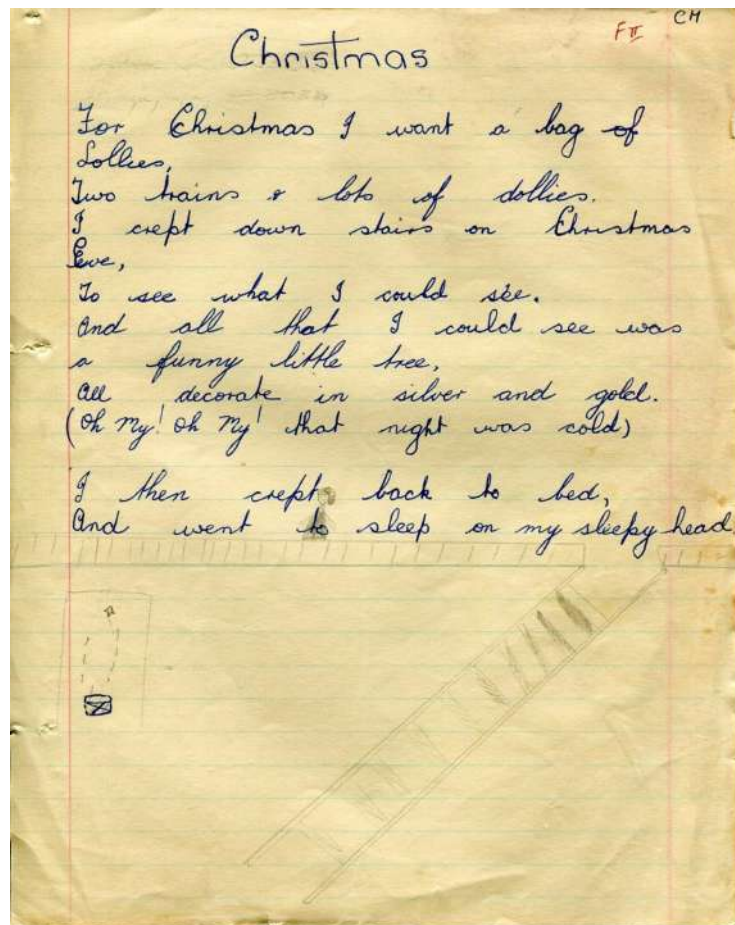 CM
FII
Christmas
For Christmas I want a bag of
Lollies,
Two trains & lots of dollies.
I crept down stairs on Christmas
Eve,
To see what I could see.
And all that I could see was
a funny little tree,
All decorate in silver and gold.
(Oh My! Oh My! that night was cold)
I then crept back to bed,
And went to sleep on my sleepy head.